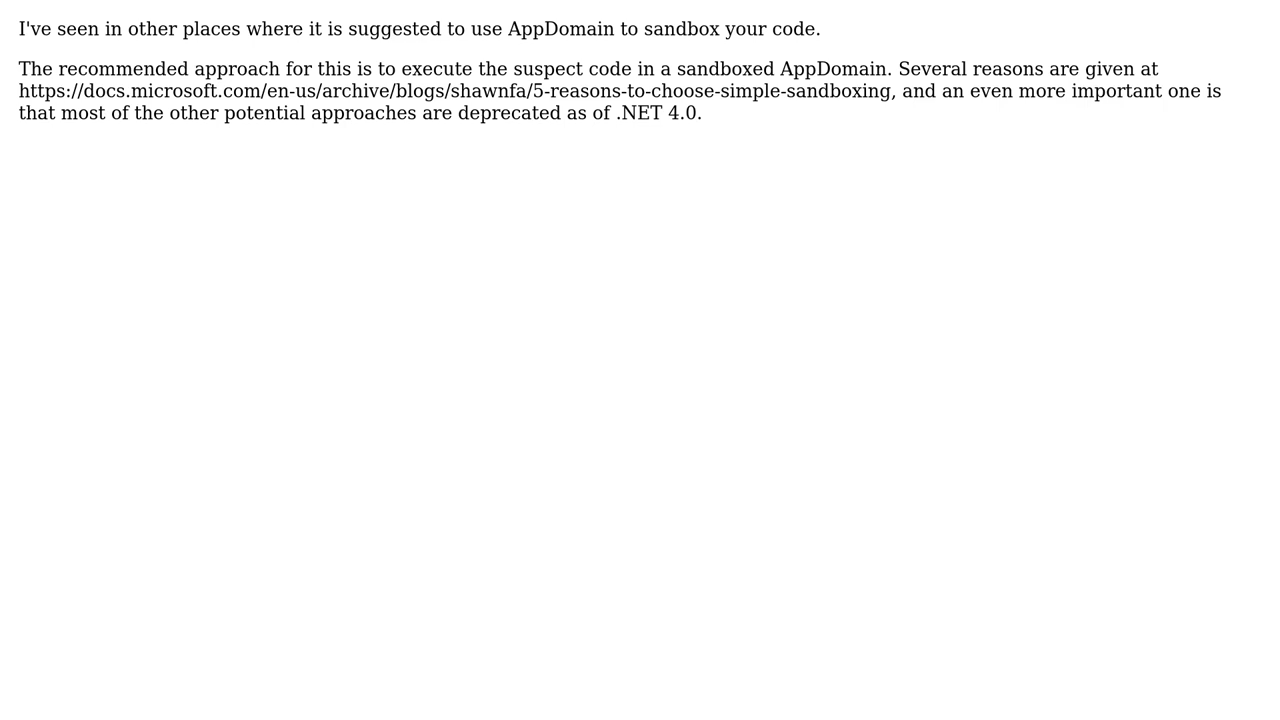 I've seen in other places where it is suggested to use AppDomain to sandbox your code.
The recommended approach for this is to execute the suspect code in a sandboxed AppDomain. Several reasons are given at
https://docs.microsoft.com/en-us/archive/blogs/shawnfa/5-reasons-to-choose-simple-sandboxing, and an even more important one is
that most of the other potential approaches are deprecated as of .NET 4.0.